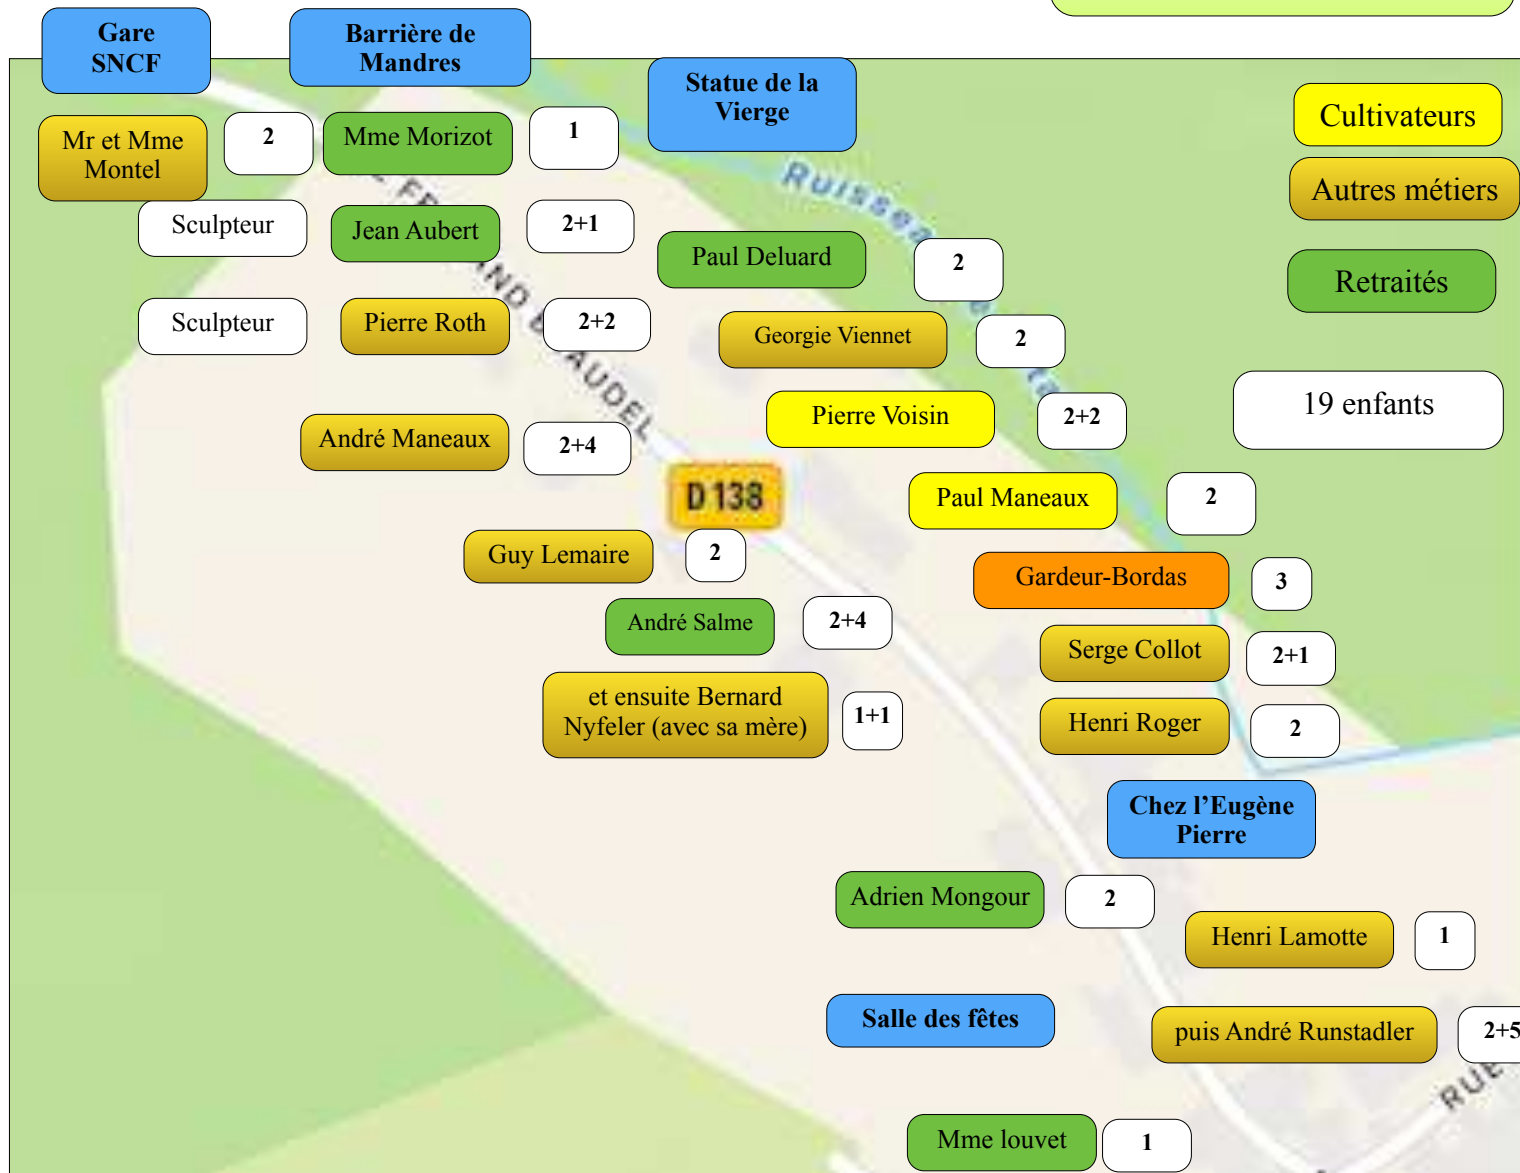 Gare
SNCF
Barrière de
Mandres
Statue de la
Vierge
Cultivateurs
Autres métiers
Retraités
19 enfants
Mr et Mme
Montel
2
Mme Morizot
1
Sculpteur
Jean Aubert
2+1
Paul Deluard
2
Sculpteur
Pierre Roth
2+2
Georgie Viennet
2
Pierre Voisin
2+2
André Maneaux
2+4
D 138
Paul Maneaux
2
Guy Lemaire
2
Gardeur-Bordas
3
André Salme
2+4
Serge Collot
2+1
et ensuite Bernard
Nyfeler (avec sa mère)
1+1
Henri Roger
2
Chez l’Eugène
Pierre
Adrien Mongour
2
Henri Lamotte
1
Salle des fêtes
puis André Runstadler
2+5
RUE
Mme louvet
1